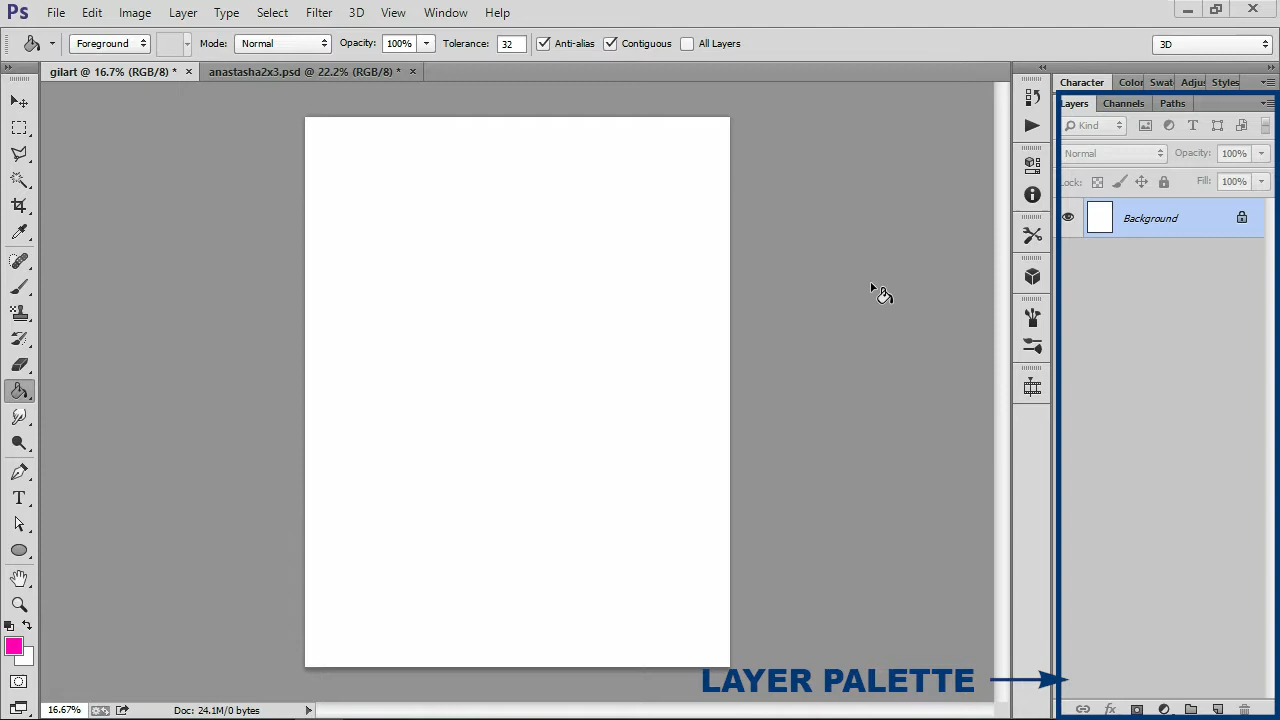 Ps File Edit Image Layer Type Select Filter 3D View Window Help
Foreground Mode: Normal Opacity: 100% Tolerance: 32 Anti-alias Contiguous All Layers 3D
gilart @ 16.7% (RGB/8) * × anastasha2x3.psd @ 22.2% (RGB/8) * ×
Character Color Swat Adjus Styles
Layers Channels Paths
Kind T
Normal Opacity: 100%
Lock: Fill: 100%
Background
T
LAYER PALETTE
16.67% Doc: 24.1M/0 bytes
fx